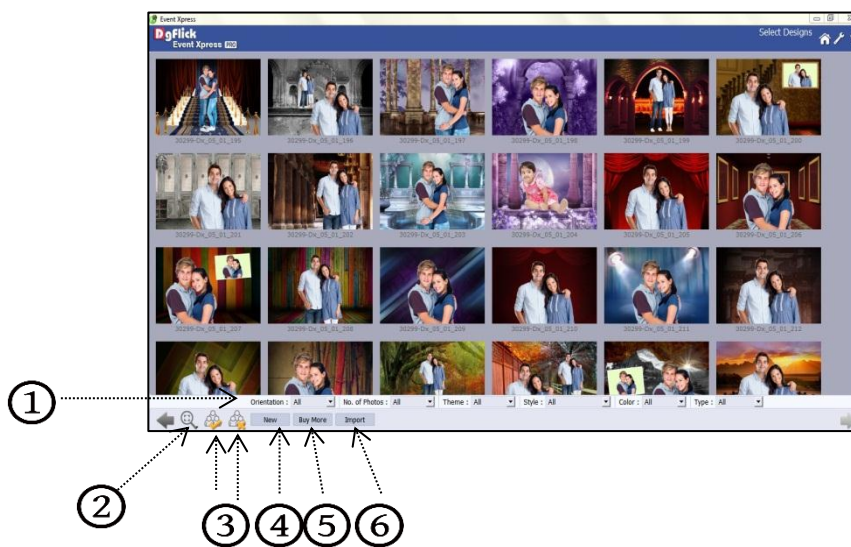 Event Xpress
DgFlick
Event Xpress PRO
Select Designs
30299-Dx_05_01_195 30299-Dx_05_01_196 30299-Dx_05_01_197 30299-Dx_05_01_198 30299-Dx_05_01_199 30299-Dx_05_01_200
30299-Dx_05_01_201 30299-Dx_05_01_202 30299-Dx_05_01_203 30299-Dx_05_01_204 30299-Dx_05_01_205 30299-Dx_05_01_206
30299-Dx_05_01_207 30299-Dx_05_01_208 30299-Dx_05_01_209 30299-Dx_05_01_210 30299-Dx_05_01_211 30299-Dx_05_01_212
1
Orientation : All No. of Photos : All Theme : All Style : All Color : All Type : All
New Buy More Import
2 3 4 5 6